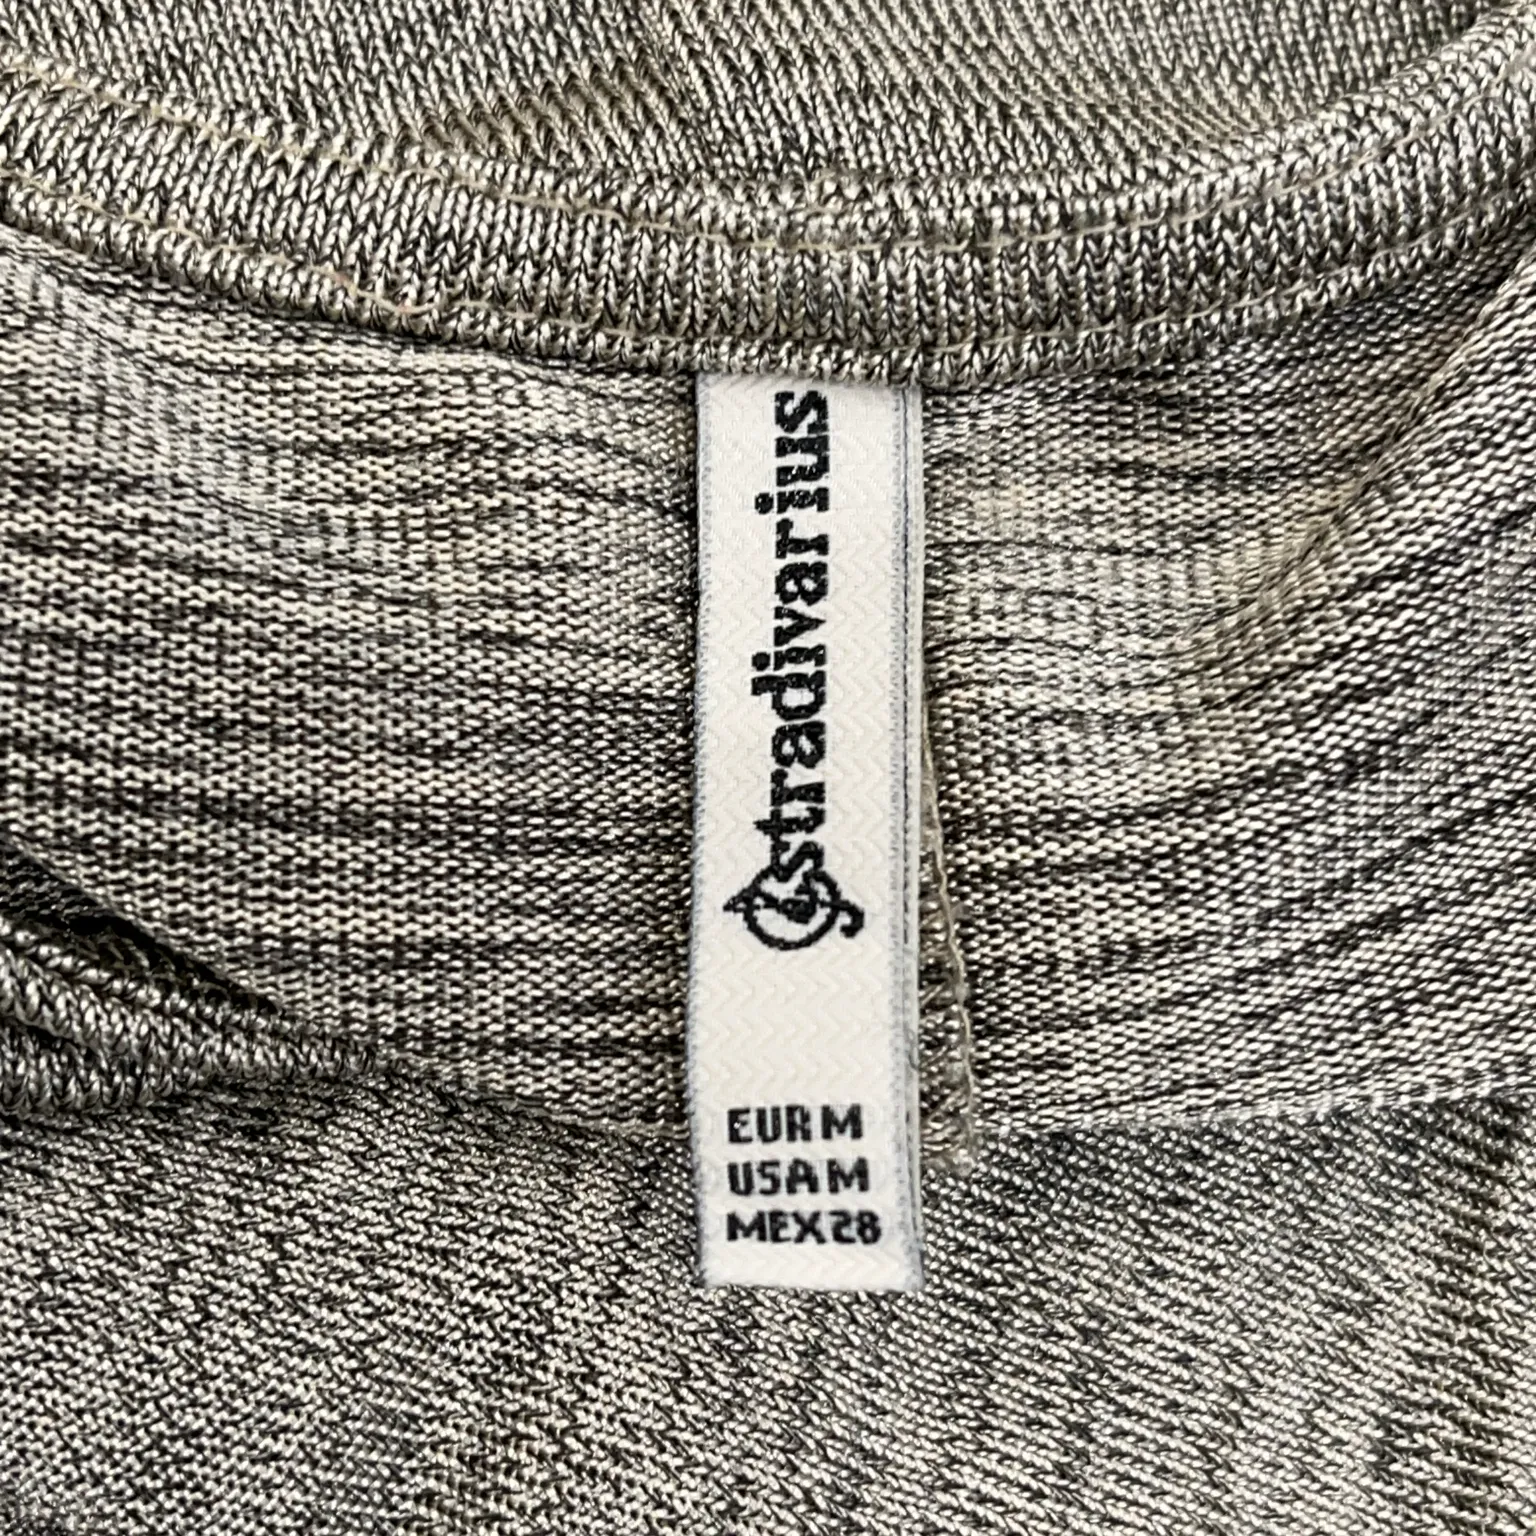 stradivarius
EUR M
USA M
MEX 28